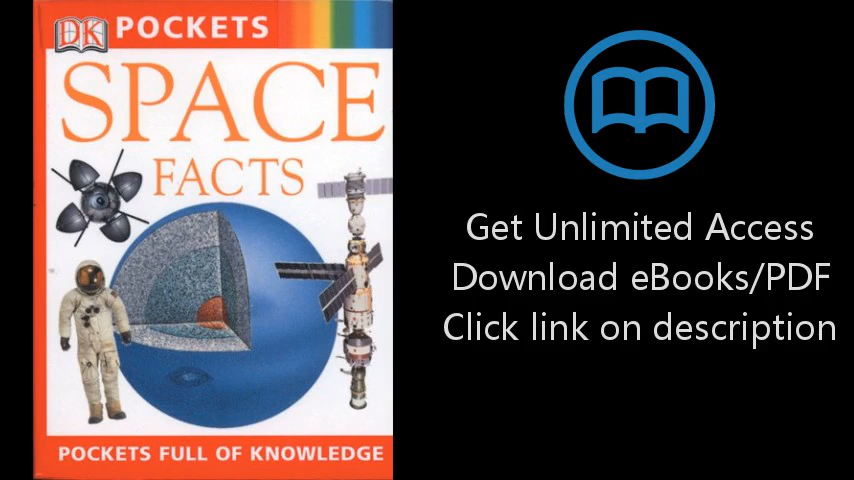 DK POCKETS
SPACE
FACTS
POCKETS FULL OF KNOWLEDGE
Get Unlimited Access
Download eBooks/PDF
Click link on description